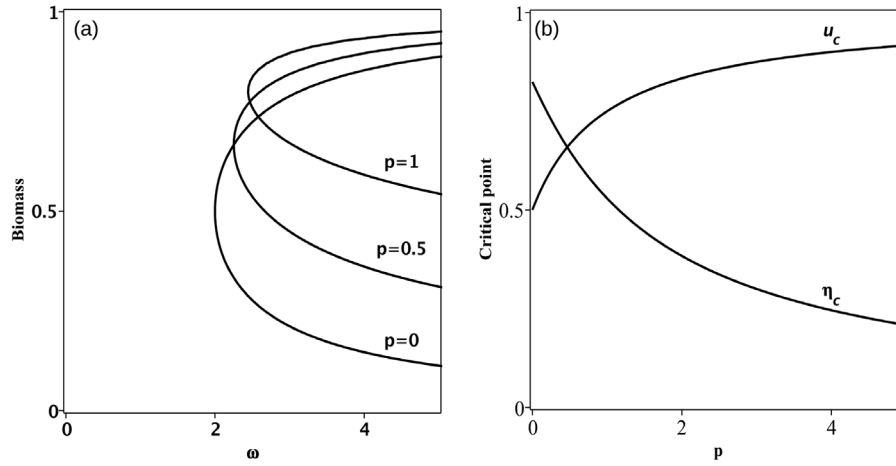 (a)
1
0.5
0
Biomass
p=1
p=0.5
p=0
0
2
4
ω
(b)
1
0.5
0
Critical point
u_c
η_c
0
2
4
p